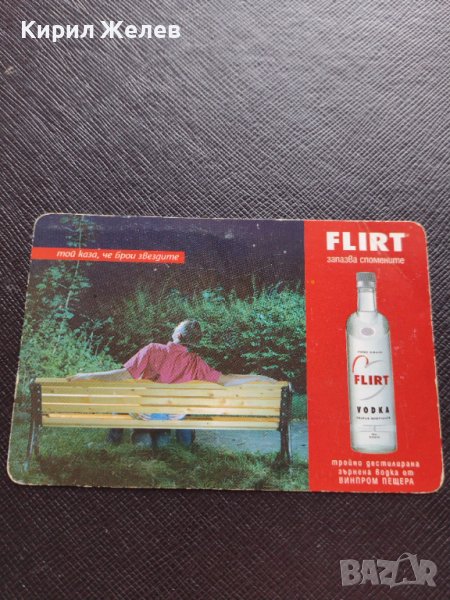 Кирил Желев
FLIRT
запазва спомените
той каза, че брои звездите
FLIRT
VODKA
тройно дестилирана
зърнена водка от
ВИНПРОМ ПЕЩЕРА
BAZAR